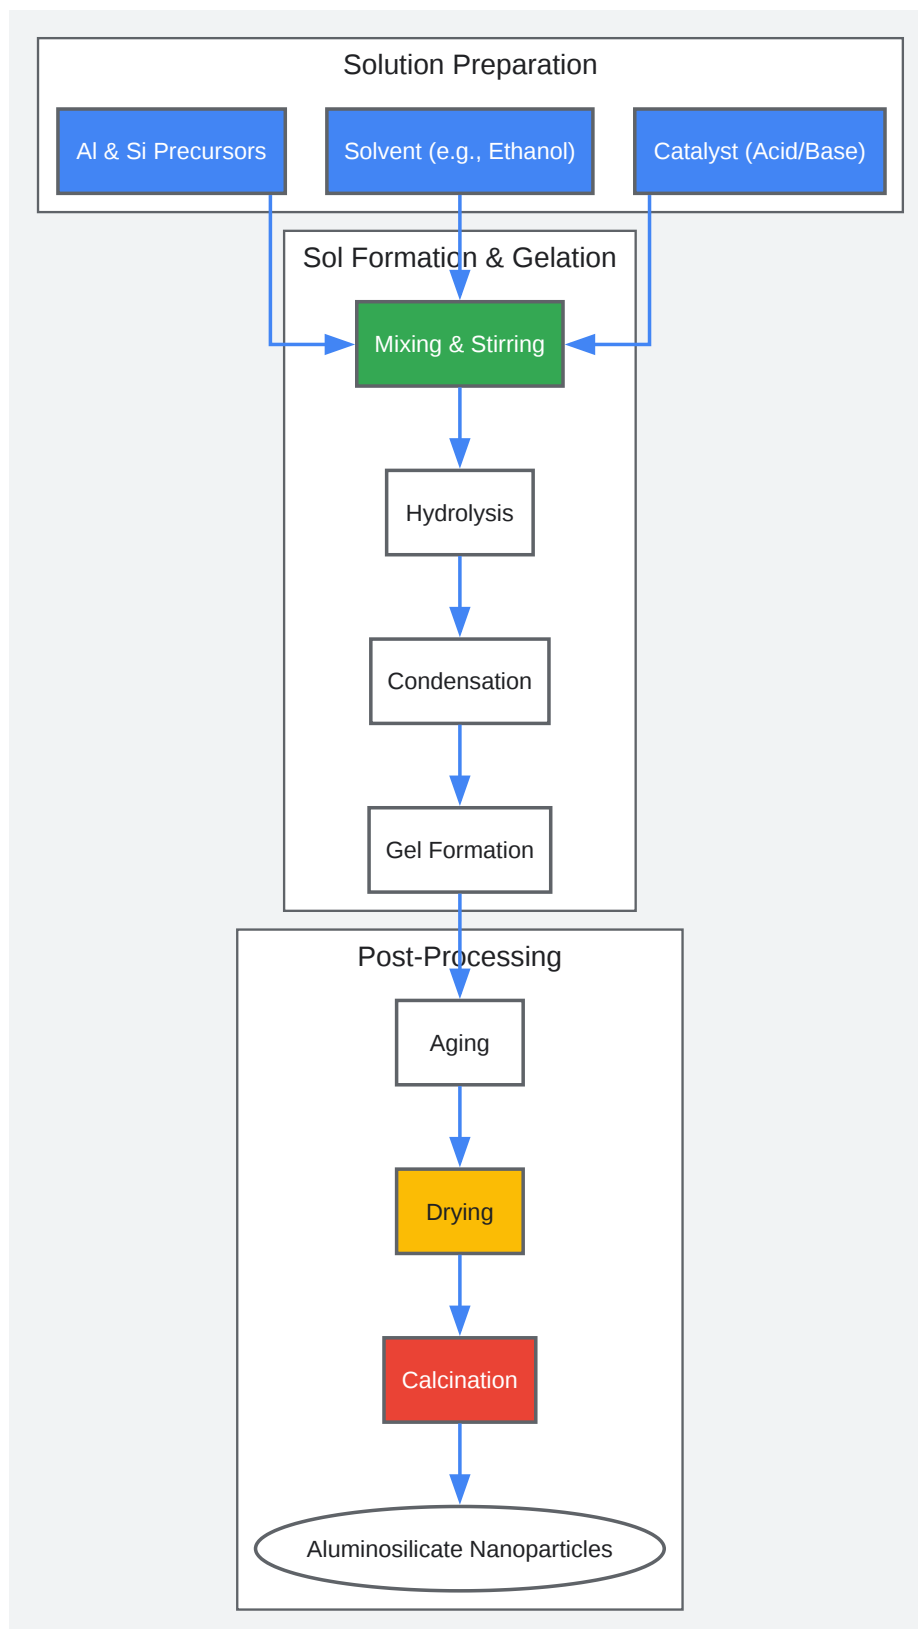 Solution Preparation
Al & Si Precursors
Solvent (e.g., Ethanol)
Catalyst (Acid/Base)
Sol Formation & Gelation
Mixing & Stirring
Hydrolysis
Condensation
Gel Formation
Post-Processing
Aging
Drying
Calcination
Aluminosilicate Nanoparticles